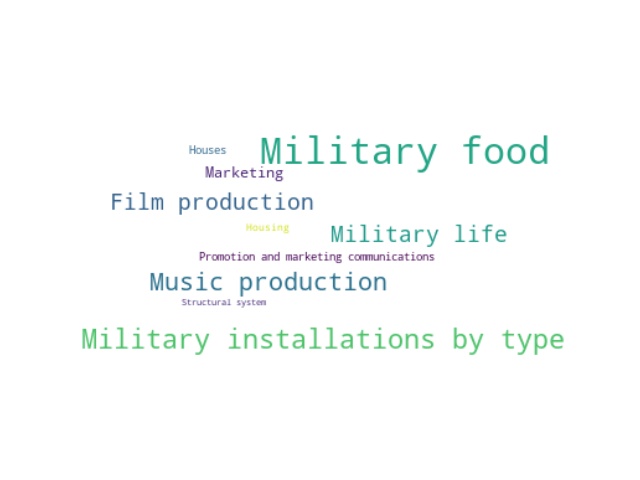 Houses
Military food
Marketing
Film production
Housing
Military life
Promotion and marketing communications
Music production
Structural system
Military installations by type